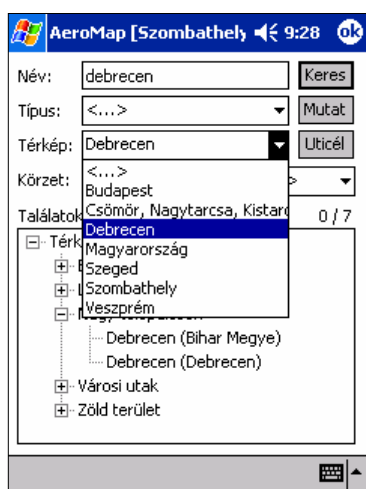 AeroMap [Szombathely 9:28 ok
Név: debrecen Keres
Típus: <...> Mutat
Térkép: Debrecen Uticél
Körzet:
<...>
Budapest
Találatok Csömör, Nagytarcsa, Kistarc 0 / 7
Debrecen
Magyarország
Szeged
Szombathely
Veszprém
Debrecen (Bihar Megye)
Debrecen (Debrecen)
Városi utak
Zöld terület